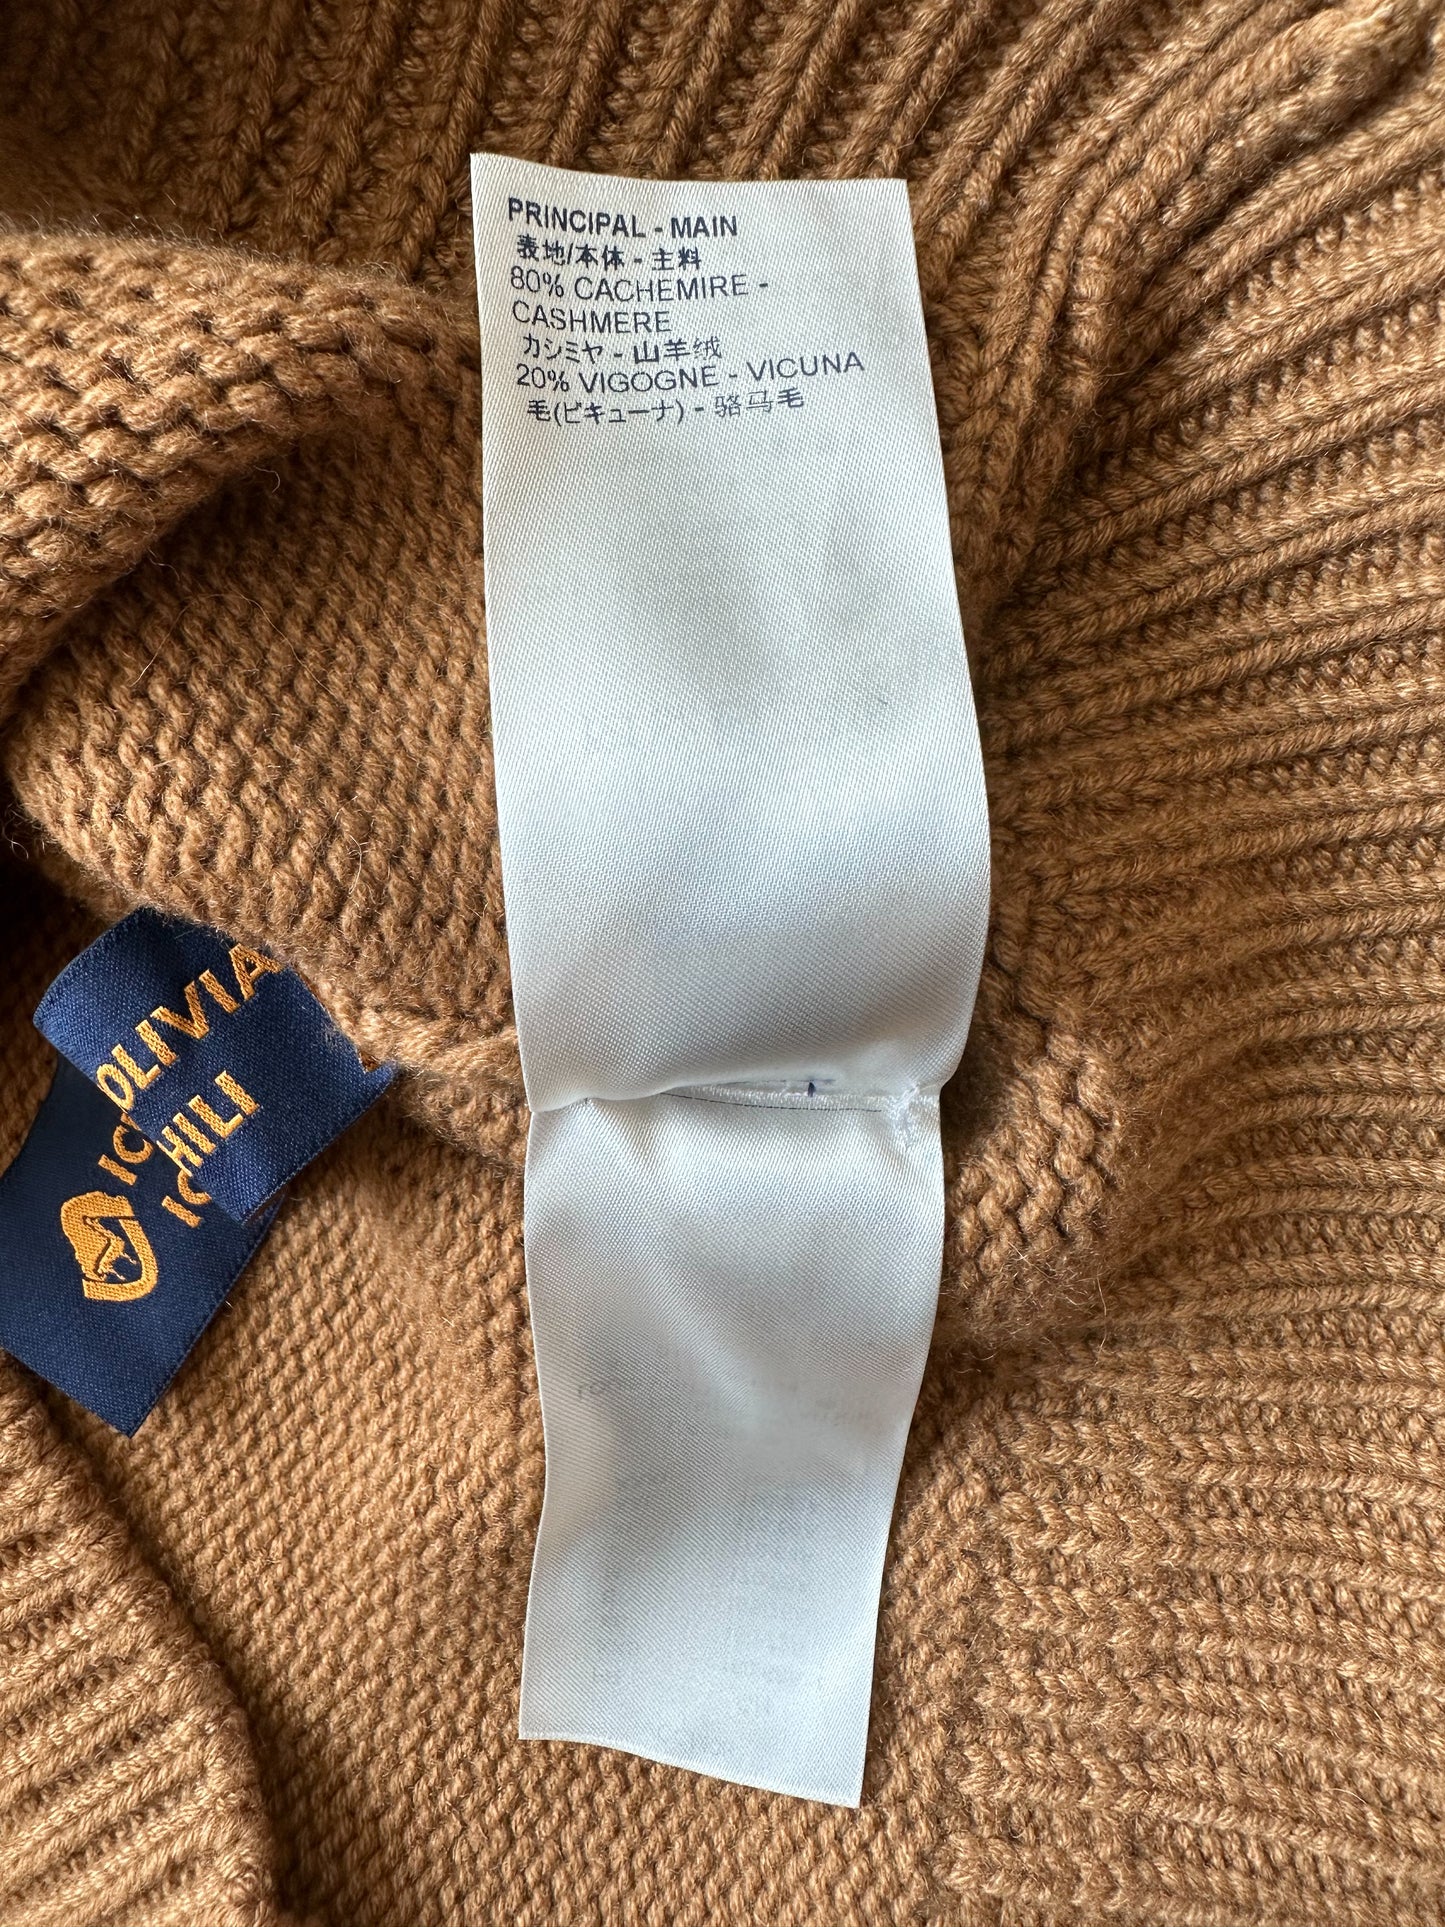 PRINCIPAL - MAIN
表地/本体 - 主料
80% CACHEMIRE -
CASHMERE
カシミヤ - 山羊绒
20% VIGOGNE - VICUNA
毛(ビキューナ) - 骆马毛
OLIVIA
HILI